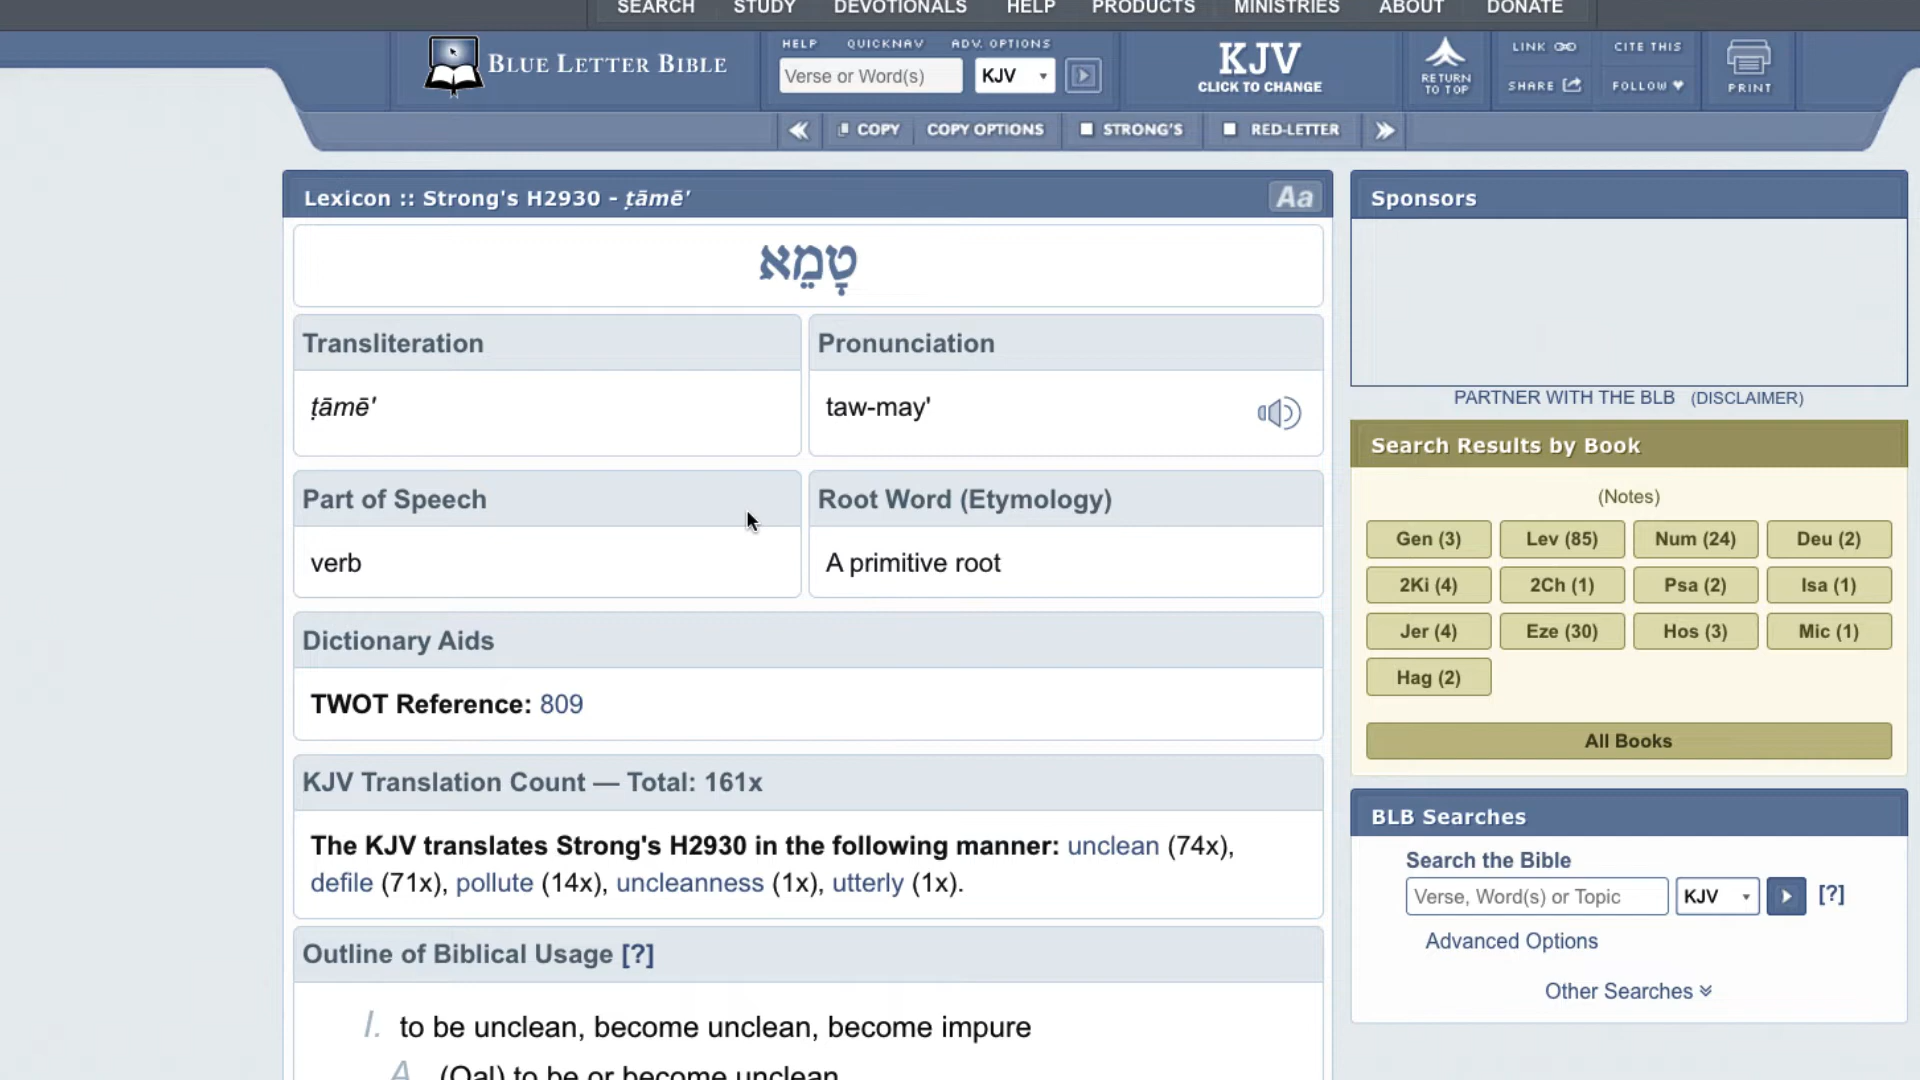 SEARCH STUDY DEVOTIONALS HELP PRODUCTS MINISTRIES ABOUT DONATE
BLUE LETTER BIBLE
HELP QUICKNAV ADV. OPTIONS
Verse or Word(s) KJV
KJV
CLICK TO CHANGE
RETURN
TO TOP
LINK CITE THIS
SHARE FOLLOW
PRINT
COPY COPY OPTIONS STRONG'S RED-LETTER
Lexicon :: Strong's H2930 - ṭāmē' Aa
טָמֵא
Transliteration
ṭāmē'
Pronunciation
taw-may'
Part of Speech
verb
Root Word (Etymology)
A primitive root
Dictionary Aids
TWOT Reference: 809
KJV Translation Count — Total: 161x
The KJV translates Strong's H2930 in the following manner: unclean (74x),
defile (71x), pollute (14x), uncleanness (1x), utterly (1x).
Outline of Biblical Usage [?]
I. to be unclean, become unclean, become impure
A. (Qal) to be or become unclean
Sponsors
PARTNER WITH THE BLB (DISCLAIMER)
Search Results by Book
(Notes)
Gen (3) Lev (85) Num (24) Deu (2)
2Ki (4) 2Ch (1) Psa (2) Isa (1)
Jer (4) Eze (30) Hos (3) Mic (1)
Hag (2)
All Books
BLB Searches
Search the Bible
Verse, Word(s) or Topic KJV [?]
Advanced Options
Other Searches